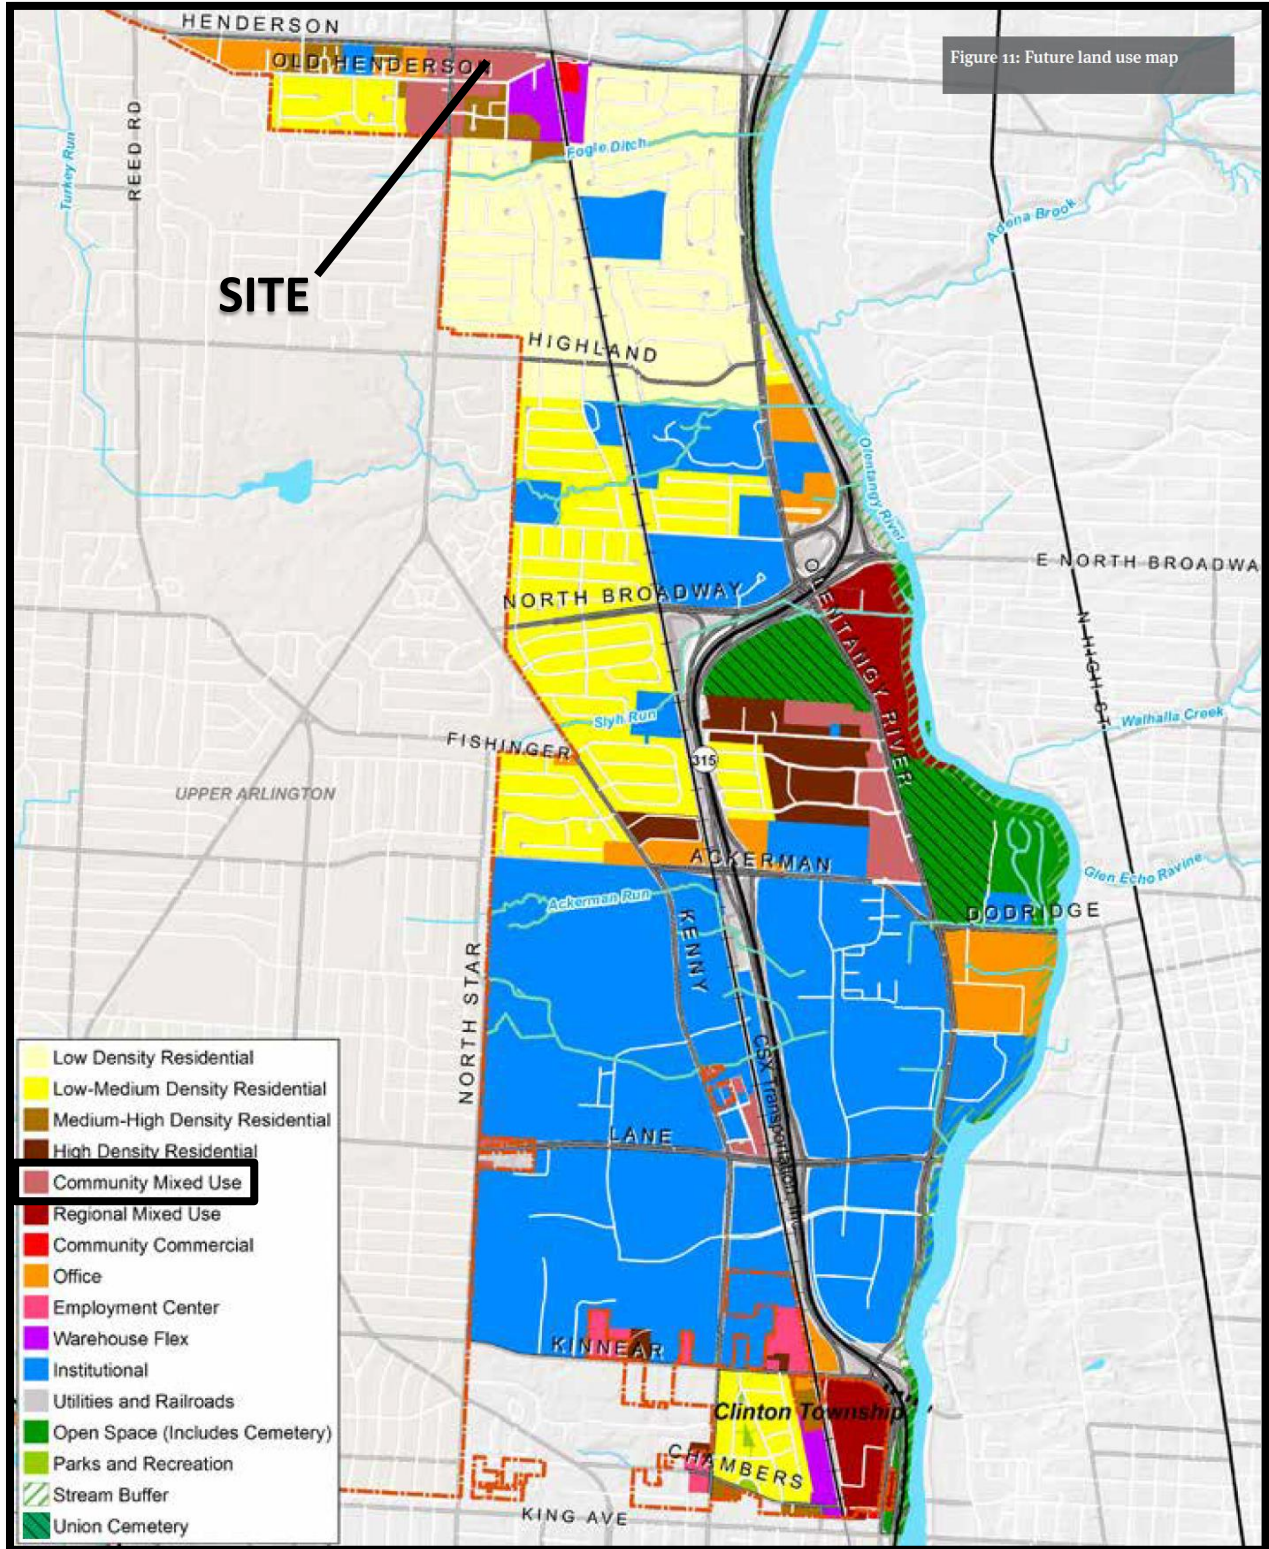 HENDERSON
Figure 11: Future land use map
OLD HENDERSON
REED RD
Turkey Run
Fogle Ditch
Adena Brook
SITE
HIGHLAND
Olentangy River
E NORTH BROADWA
NORTH BROADWAY
OLENTANGY RIVER
N HIGH ST
Slyh Run
Walhalla Creek
FISHINGER
315
UPPER ARLINGTON
ACKERMAN
Glen Echo Ravine
Ackerman Run
DODRIDGE
KENNY
NORTH STAR
CSX Transportation, Inc.
LANE
KINNEAR
Clinton Township
CHAMBERS
KING AVE
Low Density Residential
Low-Medium Density Residential
Medium-High Density Residential
High Density Residential
Community Mixed Use
Regional Mixed Use
Community Commercial
Office
Employment Center
Warehouse Flex
Institutional
Utilities and Railroads
Open Space (Includes Cemetery)
Parks and Recreation
Stream Buffer
Union Cemetery